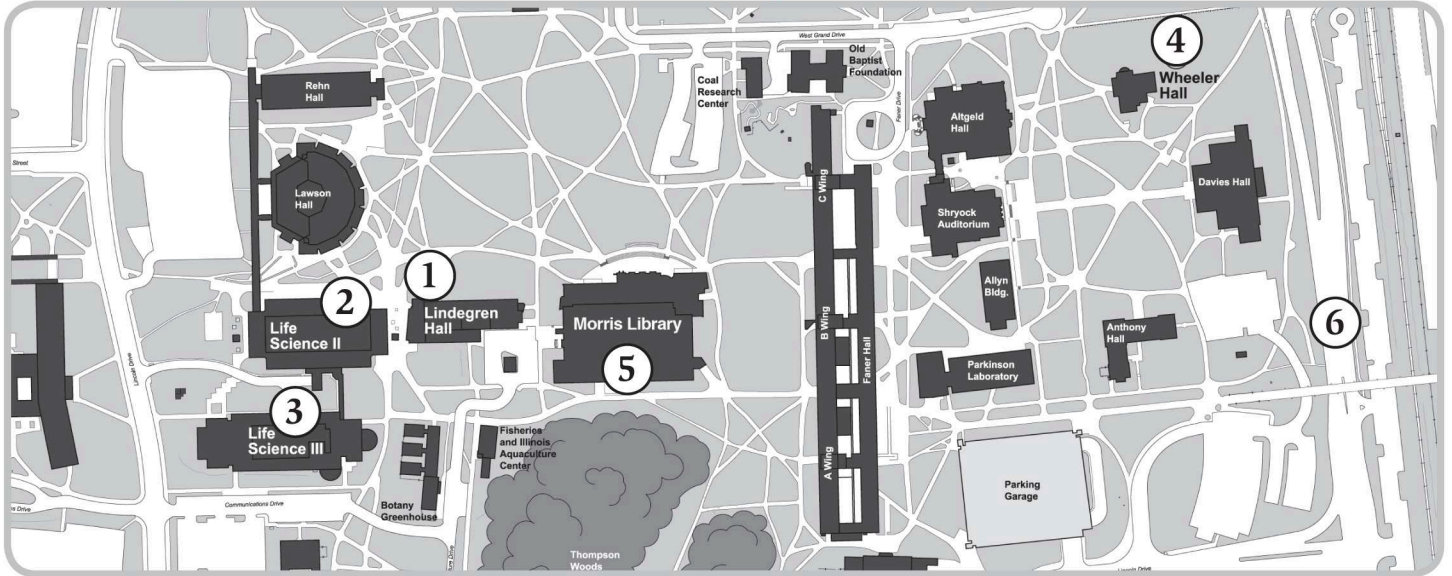 West Grand Drive
4
Wheeler
Hall
Old
Baptist
Foundation
Coal
Research
Center
Rehn
Hall
Faner Drive
Altgeld
Hall
Street
Lawson
Hall
C Wing
Davies Hall
Shryock
Auditorium
1
Lindegren
Hall
2
Life
Science II
Morris Library
5
Allyn
Bldg.
B Wing
Faner Hall
Anthony
Hall
6
Lincoln Drive
Parkinson
Laboratory
3
Life
Science III
Fisheries
and Illinois
Aquaculture
Center
A Wing
Parking
Garage
Communications Drive
Botany
Greenhouse
Thompson
Woods
Lincoln Drive